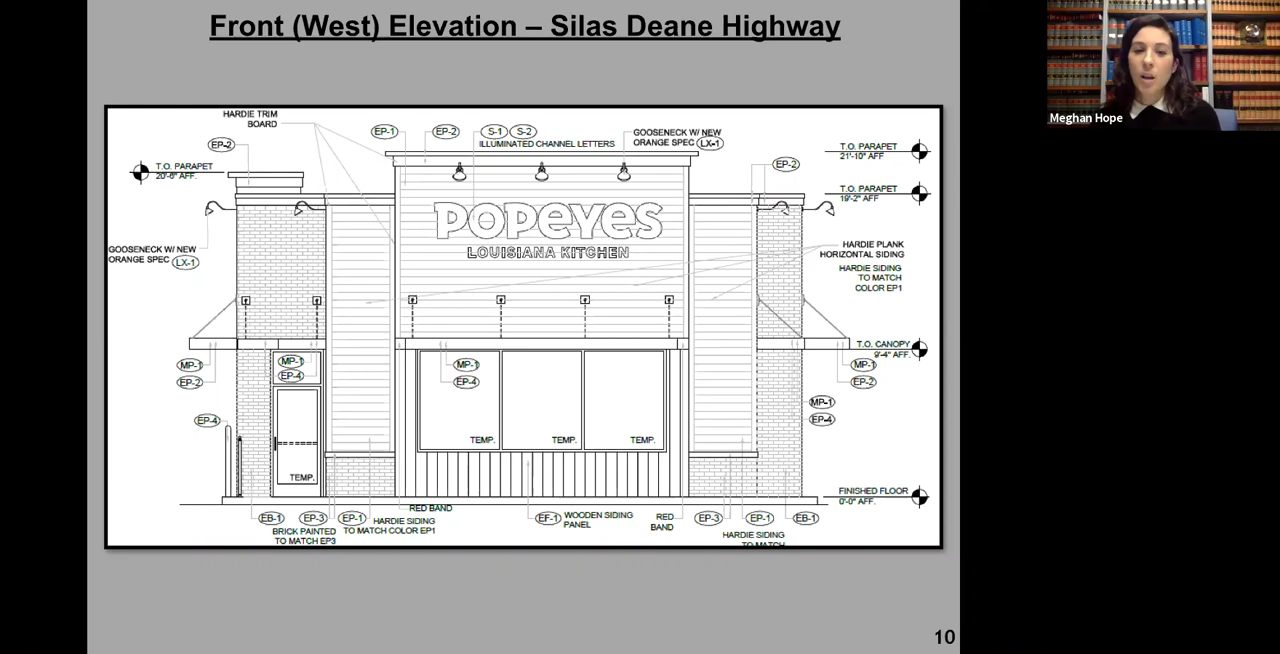 Front (West) Elevation – Silas Deane Highway
Meghan Hope
HARDIE TRIM
BOARD
EP-1
EP-2
S-1
S-2
ILLUMINATED CHANNEL LETTERS
GOOSENECK W/ NEW
ORANGE SPEC
LX-1
EP-2
T.O. PARAPET
20'-6" AFF.
EP-2
T.O. PARAPET
21'-10" AFF
T.O. PARAPET
19'-2" AFF
POPEYES
LOUISIANA KITCHEN
GOOSENECK W/ NEW
ORANGE SPEC
LX-1
HARDIE PLANK
HORIZONTAL SIDING
HARDIE SIDING
TO MATCH
COLOR EP1
T.O. CANOPY
9'-4" AFF.
MP-1
EP-2
MP-1
EP-4
MP-1
EP-4
MP-1
EP-2
MP-1
EP-4
EP-4
TEMP.
TEMP.
TEMP.
TEMP.
FINISHED FLOOR
0'-0" AFF.
EB-1
EP-3
BRICK PAINTED
TO MATCH EP3
EP-1
HARDIE SIDING
TO MATCH COLOR EP1
RED BAND
EF-1
WOODEN SIDING
PANEL
RED
BAND
EP-3
EP-1
EB-1
HARDIE SIDING
TO MATCH
10